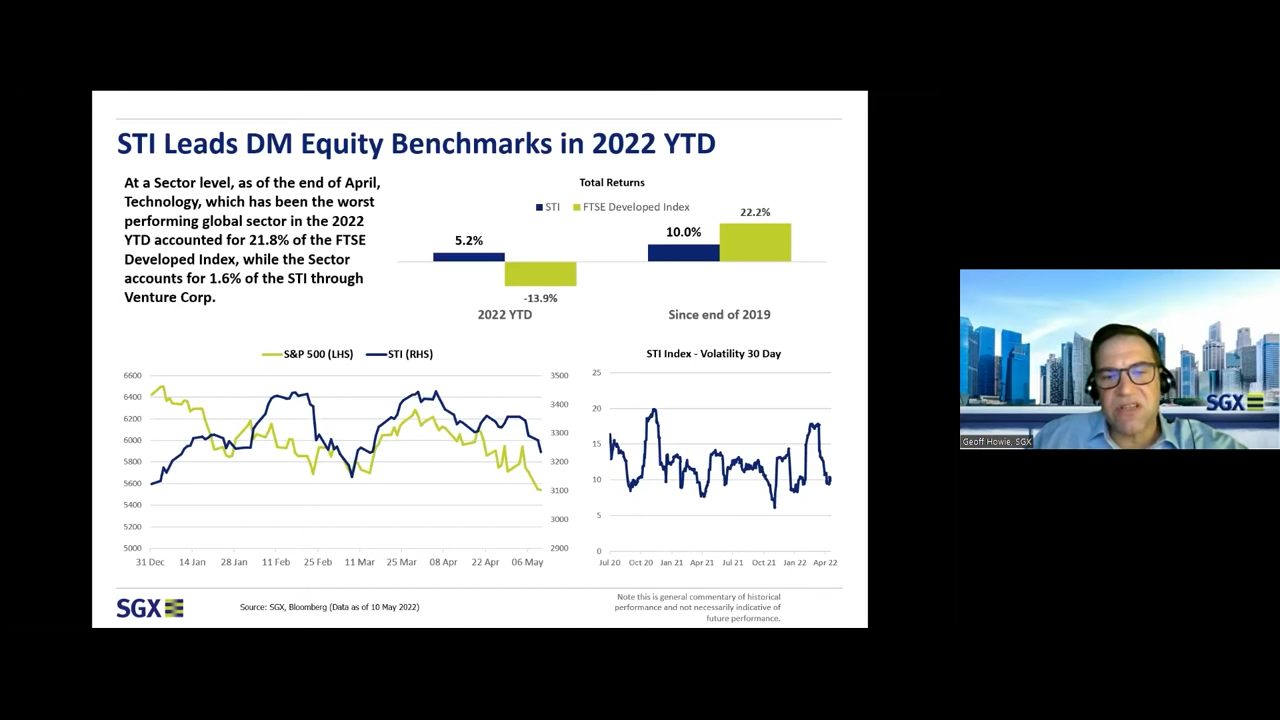 STI Leads DM Equity Benchmarks in 2022 YTD
At a Sector level, as of the end of April,
Technology, which has been the worst
performing global sector in the 2022
YTD accounted for 21.8% of the FTSE
Developed Index, while the Sector
accounts for 1.6% of the STI through
Venture Corp.
Total Returns
STI FTSE Developed Index
22.2%
10.0%
5.2%
-13.9%
2022 YTD Since end of 2019
S&P 500 (LHS) STI (RHS)
6600 3500
6400 3400
6200
6000 3300
5800 3200
5600 3100
5400
5200 3000
5000 2900
31 Dec 14 Jan 28 Jan 11 Feb 25 Feb 11 Mar 25 Mar 08 Apr 22 Apr 06 May
STI Index - Volatility 30 Day
25
20
15
10
5
0
Jul 20 Oct 20 Jan 21 Apr 21 Jul 21 Oct 21 Jan 22 Apr 22
SGX
Source: SGX, Bloomberg (Data as of 10 May 2022)
Note this is general commentary of historical
performance and not necessarily indicative of
future performance.
SGX
Geoff Howie, SGX